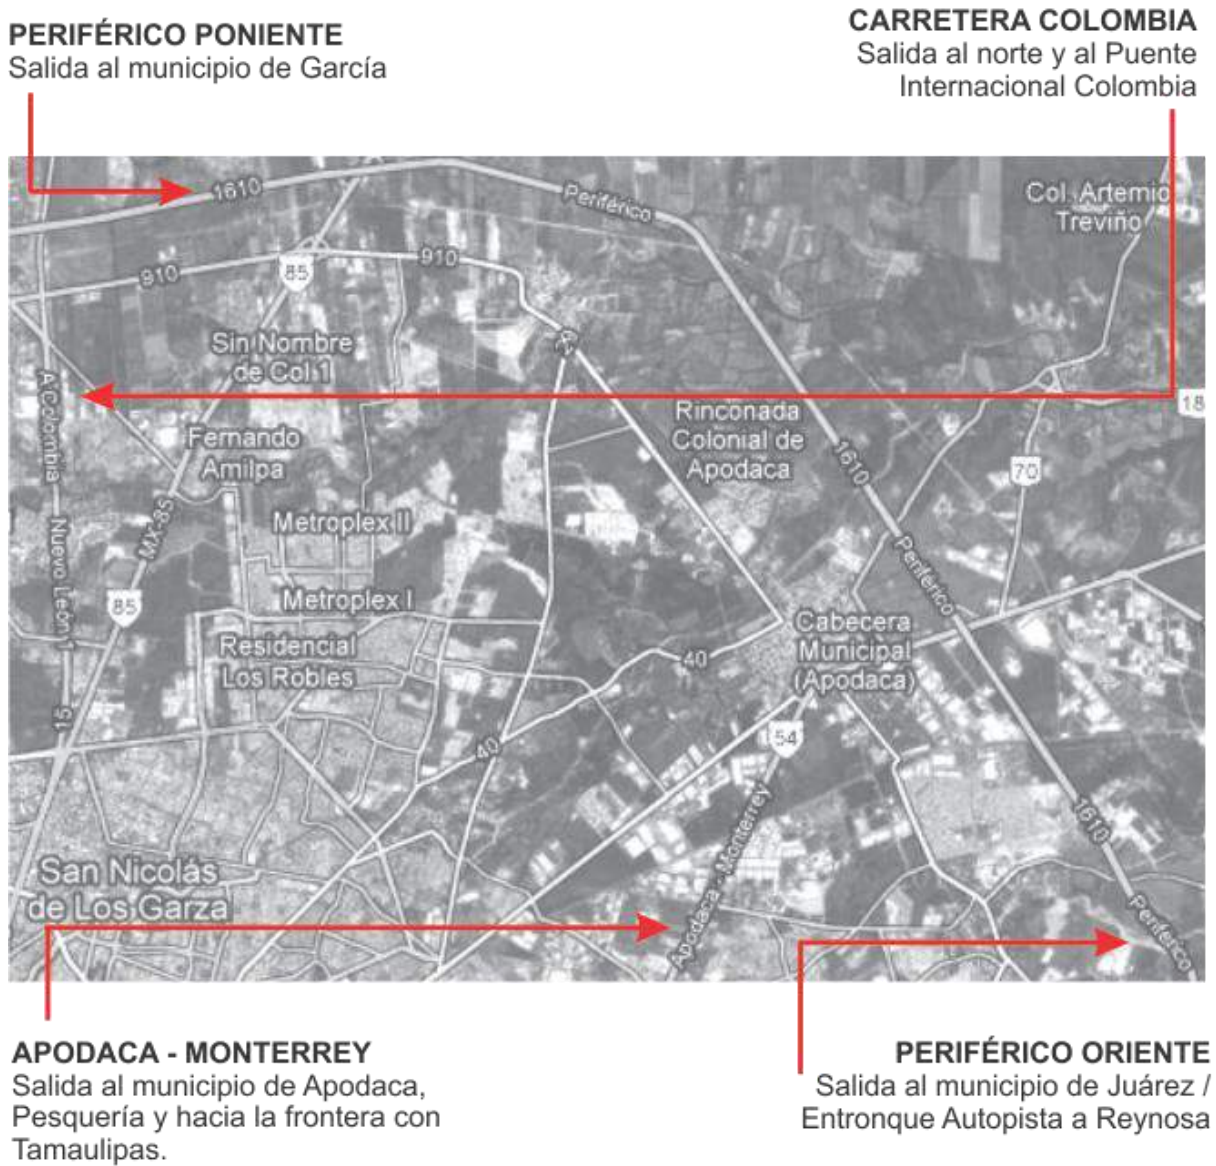 PERIFÉRICO PONIENTE
Salida al municipio de García
CARRETERA COLOMBIA
Salida al norte y al Puente
Internacional Colombia
1610
Periférico
Col. Artemio
Treviño
910
85
910
Sin Nombre
de Col 1
18
A Colombia
Fernando
Amilpa
Rinconada
Colonial de
Apodaca
1610
70
MX-85
Metroplex II
Nuevo León 1
Periférico
85
Metroplex I
Cabecera
Municipal
(Apodaca)
Residencial
Los Robles
40
15
40
54
Apodaca - Monterrey
1610
San Nicolás
de Los Garza
Periférico
APODACA - MONTERREY
Salida al municipio de Apodaca,
Pesquería y hacia la frontera con
Tamaulipas.
PERIFÉRICO ORIENTE
Salida al municipio de Juárez /
Entronque Autopista a Reynosa